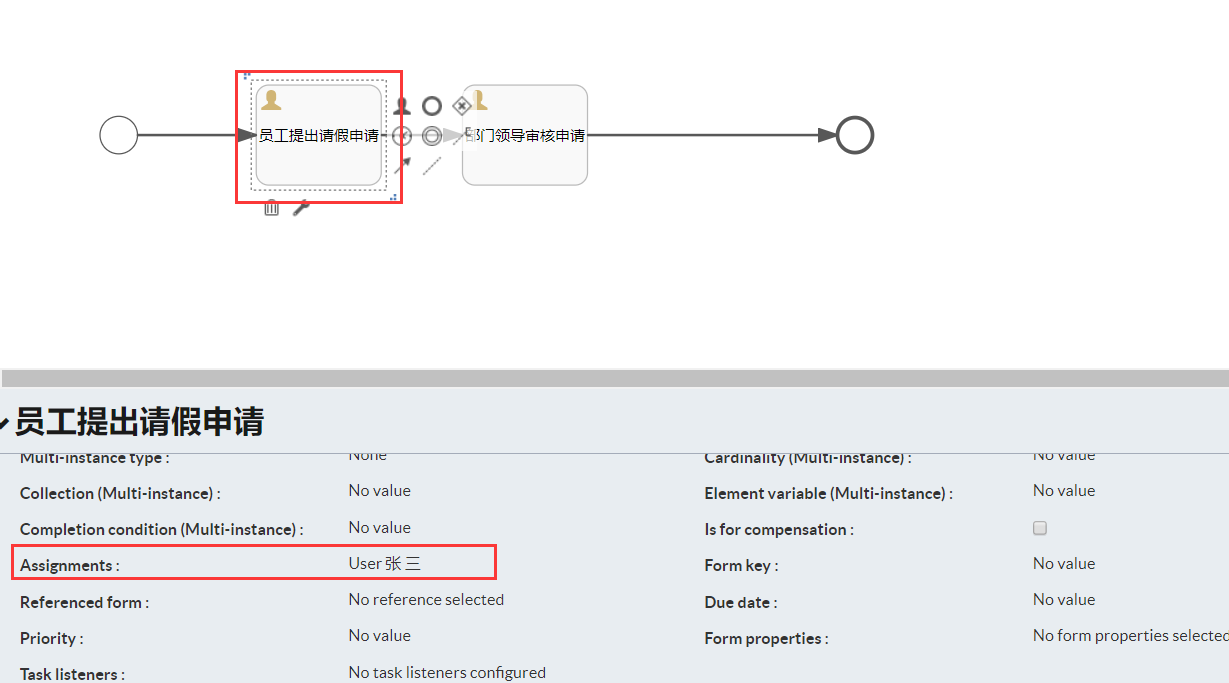 员工提出请假申请
部门领导审核申请
员工提出请假申请
Multi-instance type : None Cardinality (Multi-instance) : No value
Collection (Multi-instance) : No value Element variable (Multi-instance) : No value
Completion condition (Multi-instance) : No value Is for compensation :
Assignments : User 张 三 Form key : No value
Referenced form : No reference selected Due date : No value
Priority : No value Form properties : No form properties selected
Task listeners : No task listeners configured